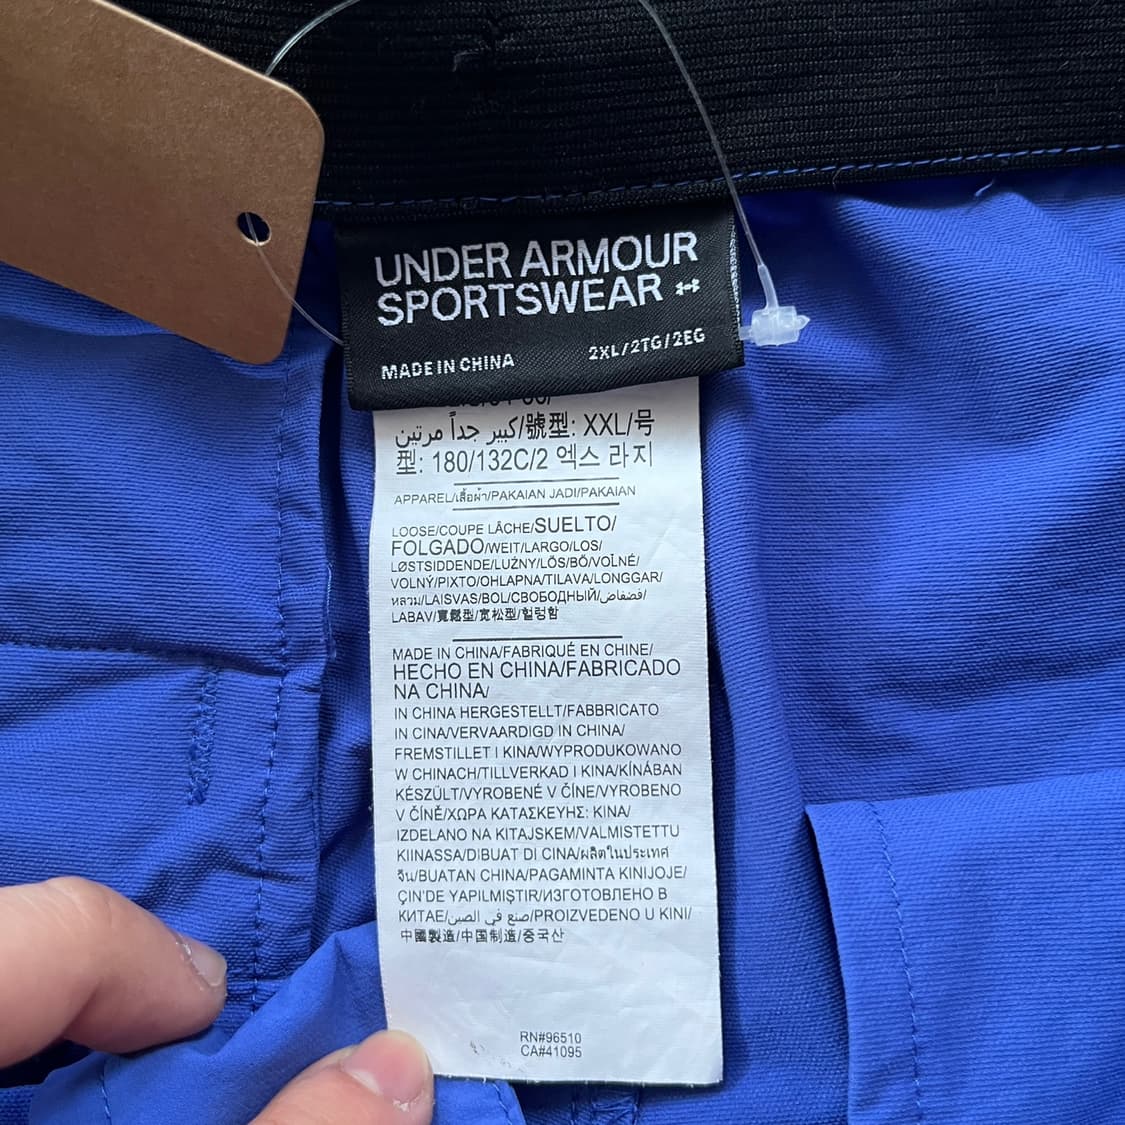 UNDER ARMOUR
SPORTSWEAR
MADE IN CHINA
2XL/2TG/2EG
كبير جداً مرتين/號型: XXL/号
型: 180/132C/2 엑스 라지
APPAREL/เสื้อผ้า/PAKAIAN JADI/PAKAIAN
LOOSE/COUPE LÂCHE/SUELTO/
FOLGADO/WEIT/LARGO/LOS/
LØSTSIDDENDE/LUŹNY/LÖS/BŐ/VOĽNÉ/
VOLNÝ/ΡΙΧΤΟ/OHLAPNA/TILAVA/LONGGAR/
หลวม/LAISVAS/BOL/СВОБОДНЫЙ/فضفاض/
LABAV/寬鬆型/宽松型/헐렁함
MADE IN CHINA/FABRIQUÉ EN CHINE/
HECHO EN CHINA/FABRICADO
NA CHINA/
IN CHINA HERGESTELLT/FABBRICATO
IN CINA/VERVAARDIGD IN CHINA/
FREMSTILLET I KINA/WYPRODUKOWANO
W CHINACH/TILLVERKAD I KINA/KÍNÁBAN
KÉSZÜLT/VYROBENÉ V ČÍNE/VYROBENO
V ČÍNĚ/ΧΩΡΑ ΚΑΤΑΣΚΕΥΗΣ: KINA/
IZDELANO NA KITAJSKEM/VALMISTETTU
KIINASSA/DIBUAT DI CINA/ผลิตในประเทศ
จีน/BUATAN CHINA/PAGAMINTA KINIJOJE/
ÇIN'DE YAPILMIŞTIR/ИЗГОТОВЛЕНО В
КИТАЕ/صنع في الصين/PROIZVEDENO U KINI/
中國製造/中国制造/중국산
RN#96510
CA#41095